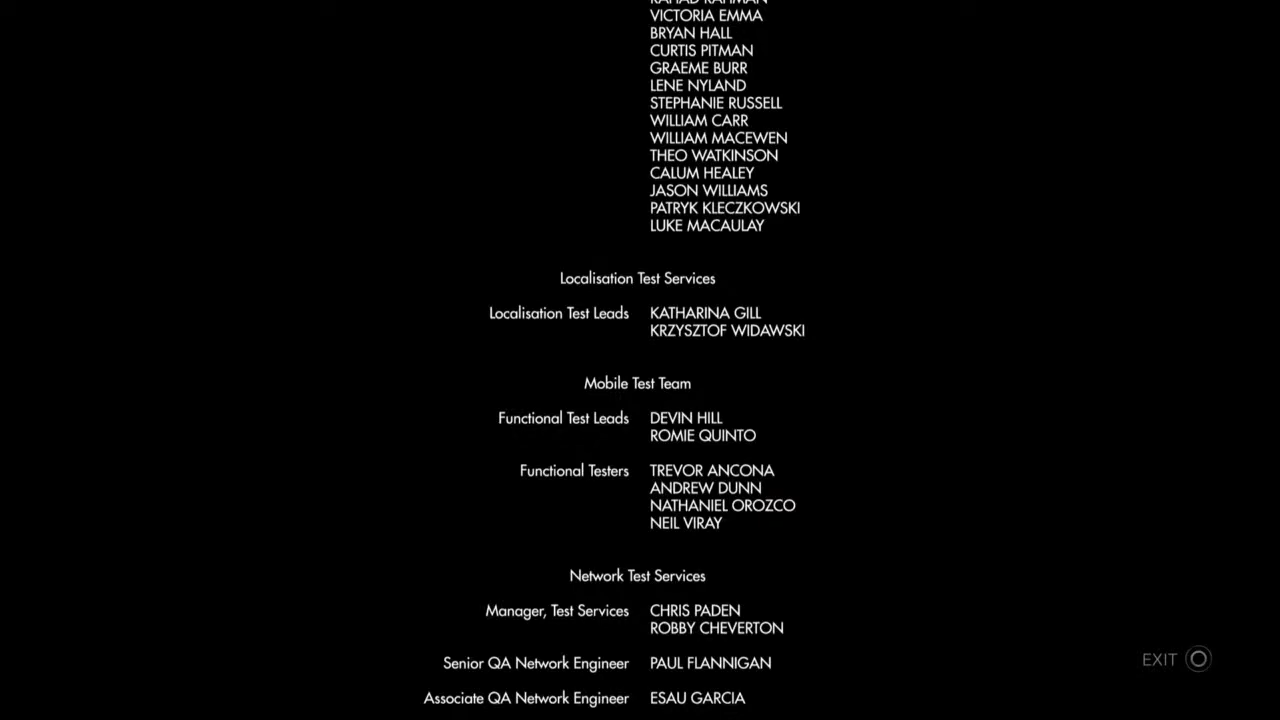 VICTORIA EMMA
BRYAN HALL
CURTIS PITMAN
GRAEME BURR
LENE NYLAND
STEPHANIE RUSSELL
WILLIAM CARR
WILLIAM MACEWEN
THEO WATKINSON
CALUM HEALEY
JASON WILLIAMS
PATRYK KLECZKOWSKI
LUKE MACAULAY
Localisation Test Services
Localisation Test Leads KATHARINA GILL
KRZYSZTOF WIDAWSKI
Mobile Test Team
Functional Test Leads DEVIN HILL
ROMIE QUINTO
Functional Testers TREVOR ANCONA
ANDREW DUNN
NATHANIEL OROZCO
NEIL VIRAY
Network Test Services
Manager, Test Services CHRIS PADEN
ROBBY CHEVERTON
Senior QA Network Engineer PAUL FLANNIGAN
EXIT
Associate QA Network Engineer ESAU GARCIA